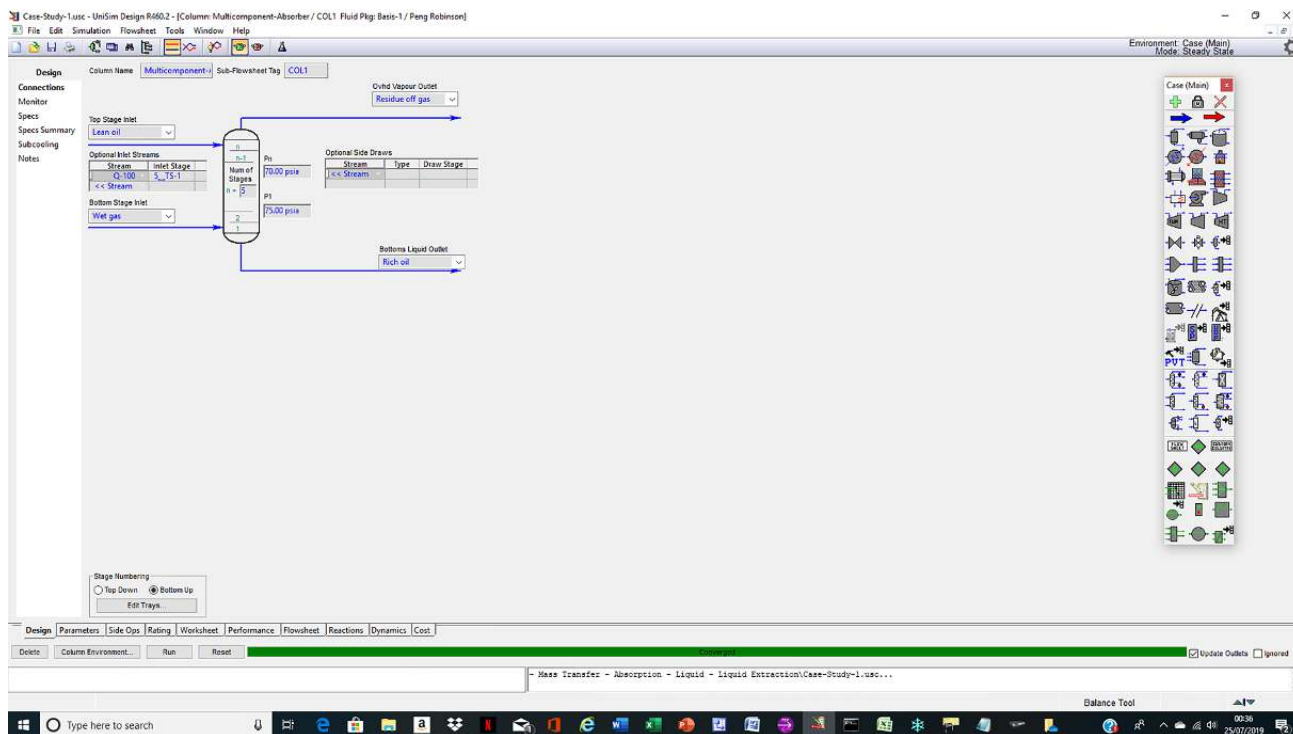 Case-Study-1.usc - UniSim Design R460.2 - [Column: Multicomponent-Absorber / COL1 Fluid Pkg: Basis-1 / Peng Robinson]
File Edit Simulation Flowsheet Tools Window Help
Environment: Case (Main)
Mode: Steady State
Design
Connections
Monitor
Specs
Specs Summary
Subcooling
Notes
Column Name Multicomponent- Sub-Flowsheet Tag COL1
Ovhd Vapour Outlet
Residue off gas
Top Stage Inlet
Lean oil
Optional Inlet Streams
Stream Inlet Stage
Q-100 5__TS-1
<< Stream
Bottom Stage Inlet
Wet gas
n
n-1
Num of
Stages
n = 5
2
1
Pn
70.00 psia
P1
75.00 psia
Optional Side Draws
Stream Type Draw Stage
<< Stream
Bottoms Liquid Outlet
Rich oil
Case (Main)
PVT
Stage Numbering
Top Down Bottom Up
Edit Trays...
Design Parameters Side Ops Rating Worksheet Performance Flowsheet Reactions Dynamics Cost
Delete Column Environment... Run Reset Converged Update Outlets Ignored
- Mass Transfer - Absorption - Liquid - Liquid Extraction\Case-Study-1.usc...
Balance Tool
Type here to search
00:36
25/07/2019